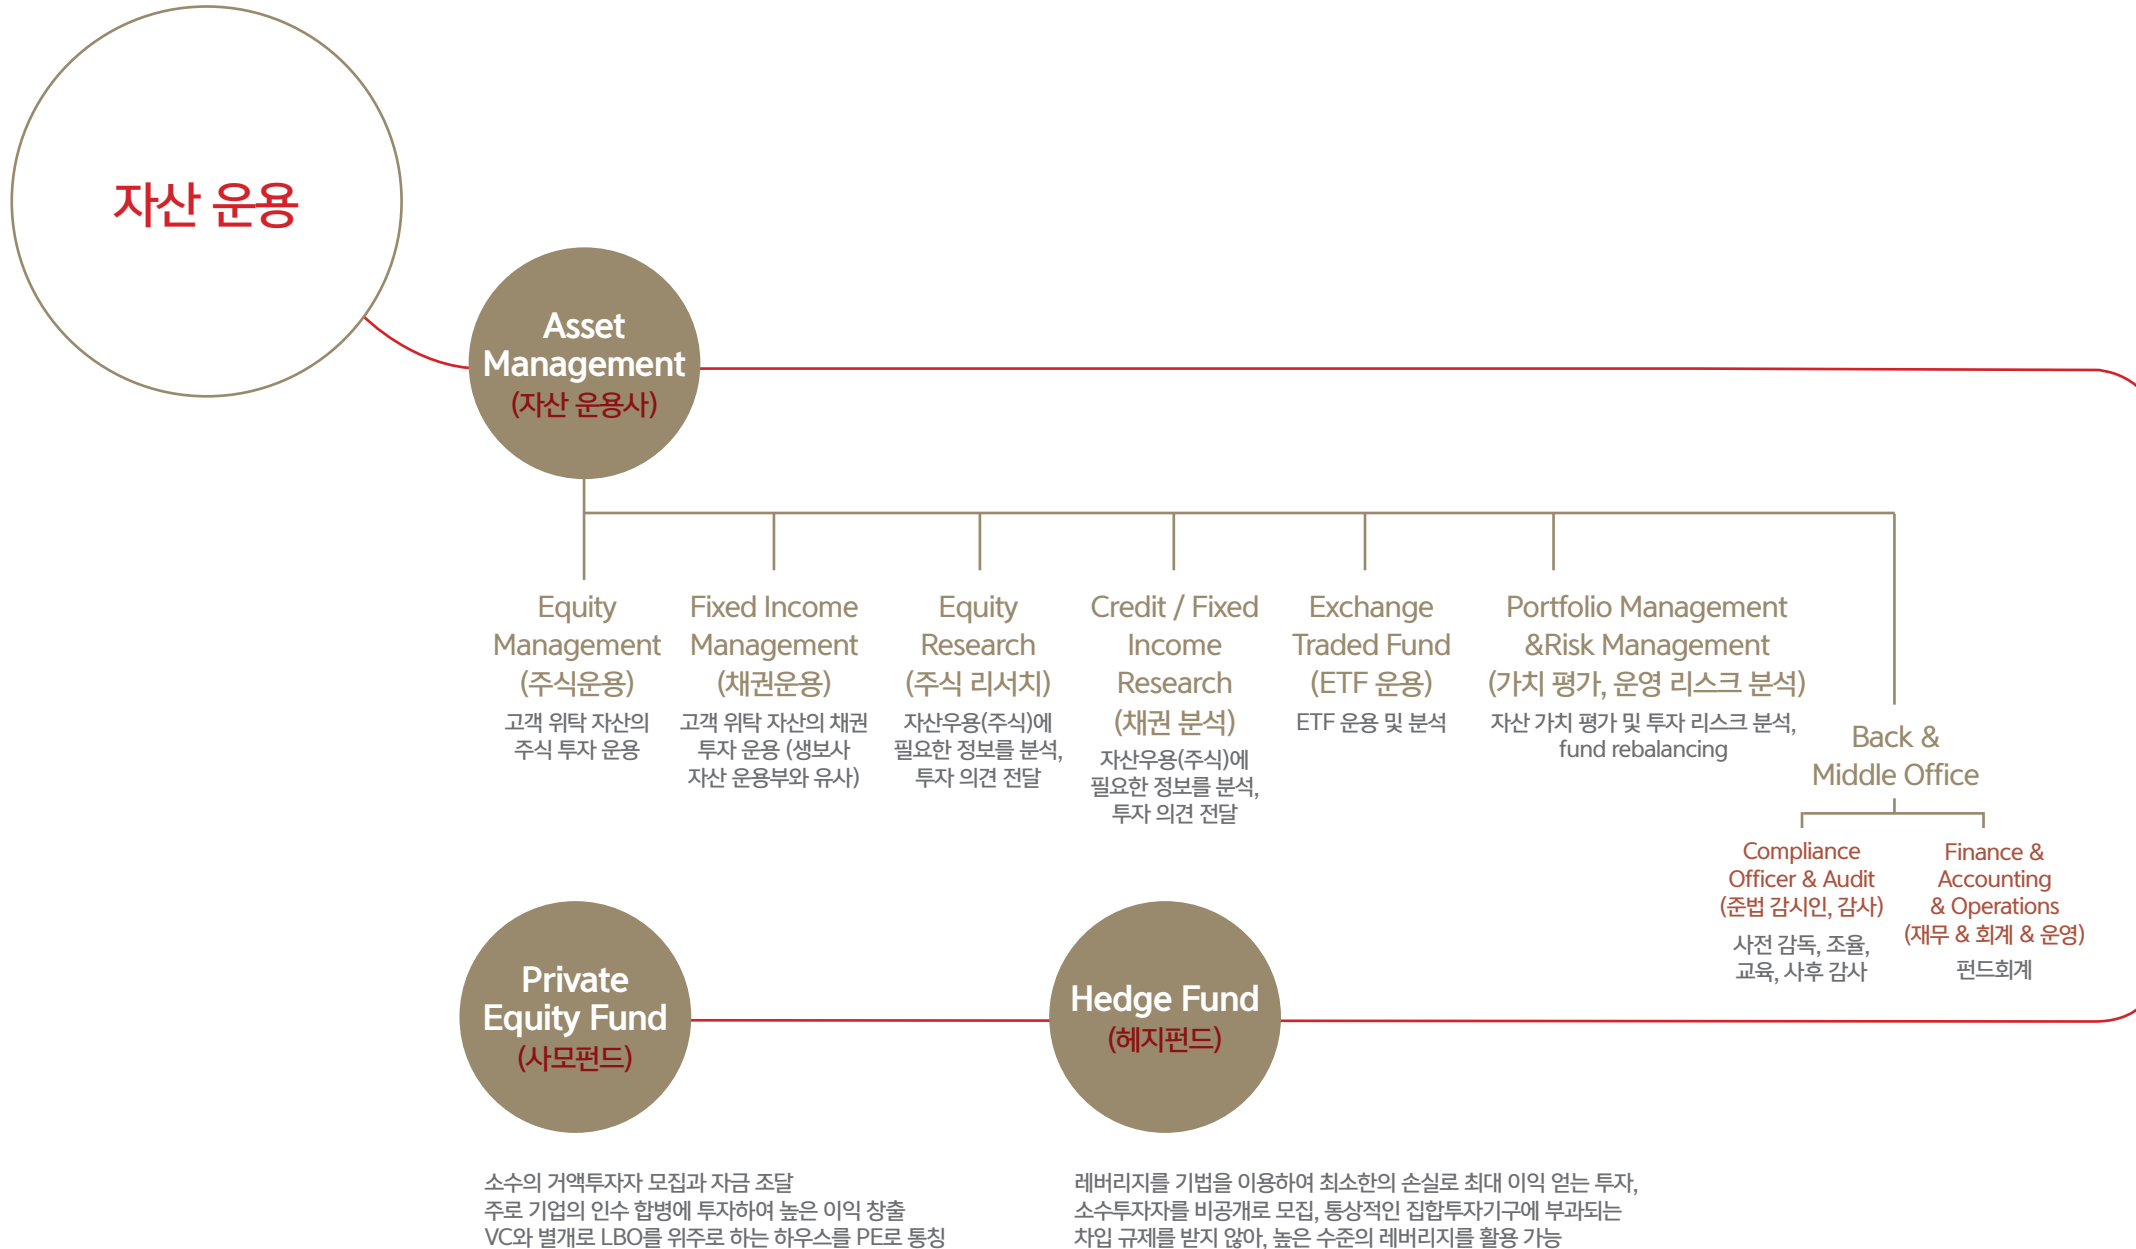 자산 운용
Asset
Management
(자산 운용사)
Equity
Management
(주식운용)
고객 위탁 자산의
주식 투자 운용
Fixed Income
Management
(채권운용)
고객 위탁 자산의 채권
투자 운용 (생보사
자산 운용부와 유사)
Equity
Research
(주식 리서치)
자산우용(주식)에
필요한 정보를 분석,
투자 의견 전달
Credit / Fixed
Income
Research
(채권 분석)
자산우용(주식)에
필요한 정보를 분석,
투자 의견 전달
Exchange
Traded Fund
(ETF 운용)
ETF 운용 및 분석
Portfolio Management
&Risk Management
(가치 평가, 운영 리스크 분석)
자산 가치 평가 및 투자 리스크 분석,
fund rebalancing
Back &
Middle Office
Compliance
Officer & Audit
(준법 감시인, 감사)
사전 감독, 조율,
교육, 사후 감사
Finance &
Accounting
& Operations
(재무 & 회계 & 운영)
펀드회계
Private
Equity Fund
(사모펀드)
소수의 거액투자자 모집과 자금 조달
주로 기업의 인수 합병에 투자하여 높은 이익 창출
VC와 별개로 LBO를 위주로 하는 하우스를 PE로 통칭
Hedge Fund
(헤지펀드)
레버리지를 기법을 이용하여 최소한의 손실로 최대 이익 얻는 투자,
소수투자자를 비공개로 모집, 통상적인 집합투자기구에 부과되는
차입 규제를 받지 않아, 높은 수준의 레버리지를 활용 가능